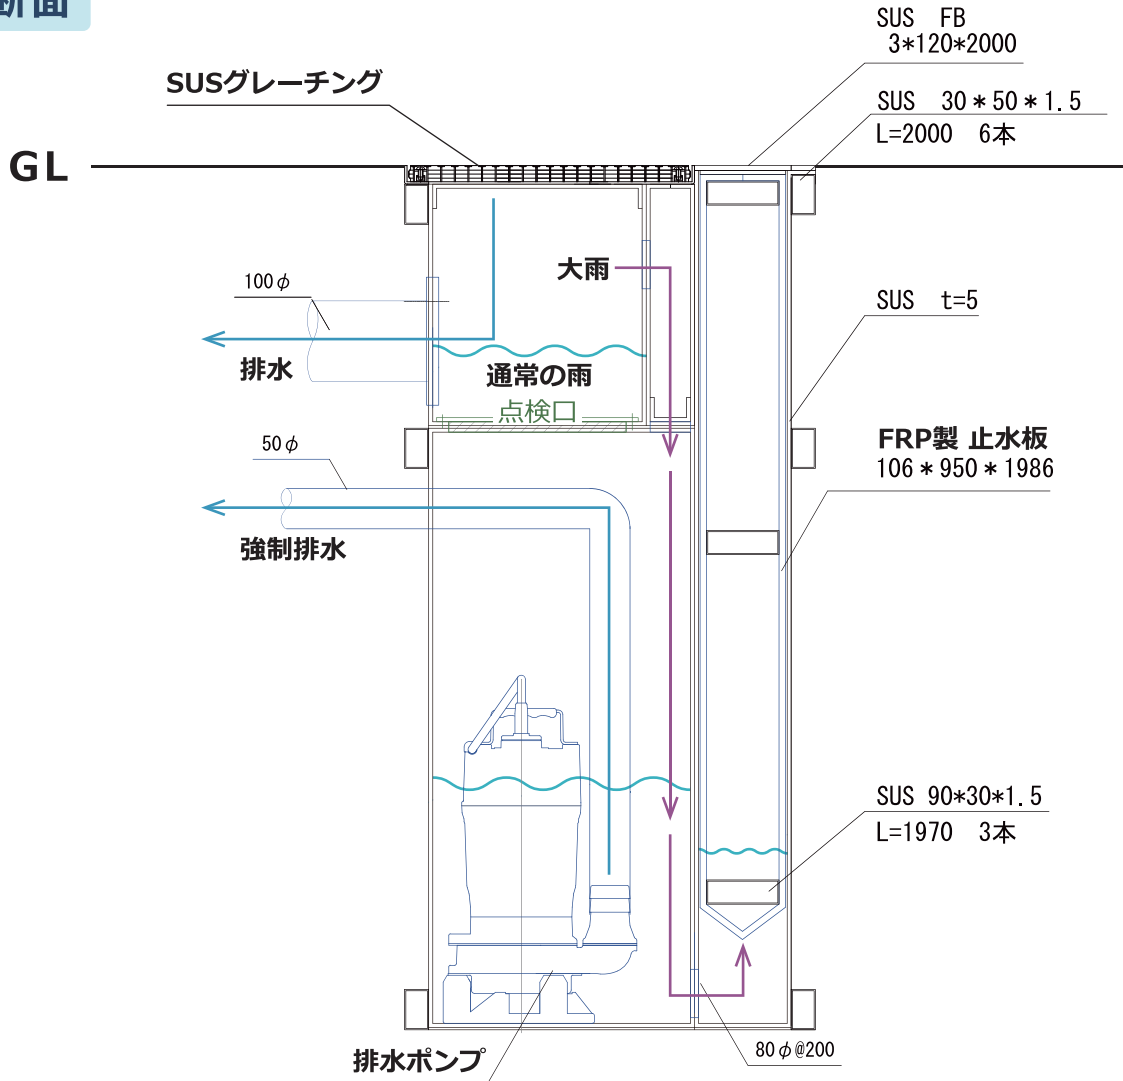 断面
SUS FB
3*120*2000
SUSグレーチング
SUS 30*50*1.5
L=2000 6本
GL
大雨
100φ
SUS t=5
排水
通常の雨
点検口
50φ
FRP製 止水板
106*950*1986
強制排水
SUS 90*30*1.5
L=1970 3本
排水ポンプ
80φ@200